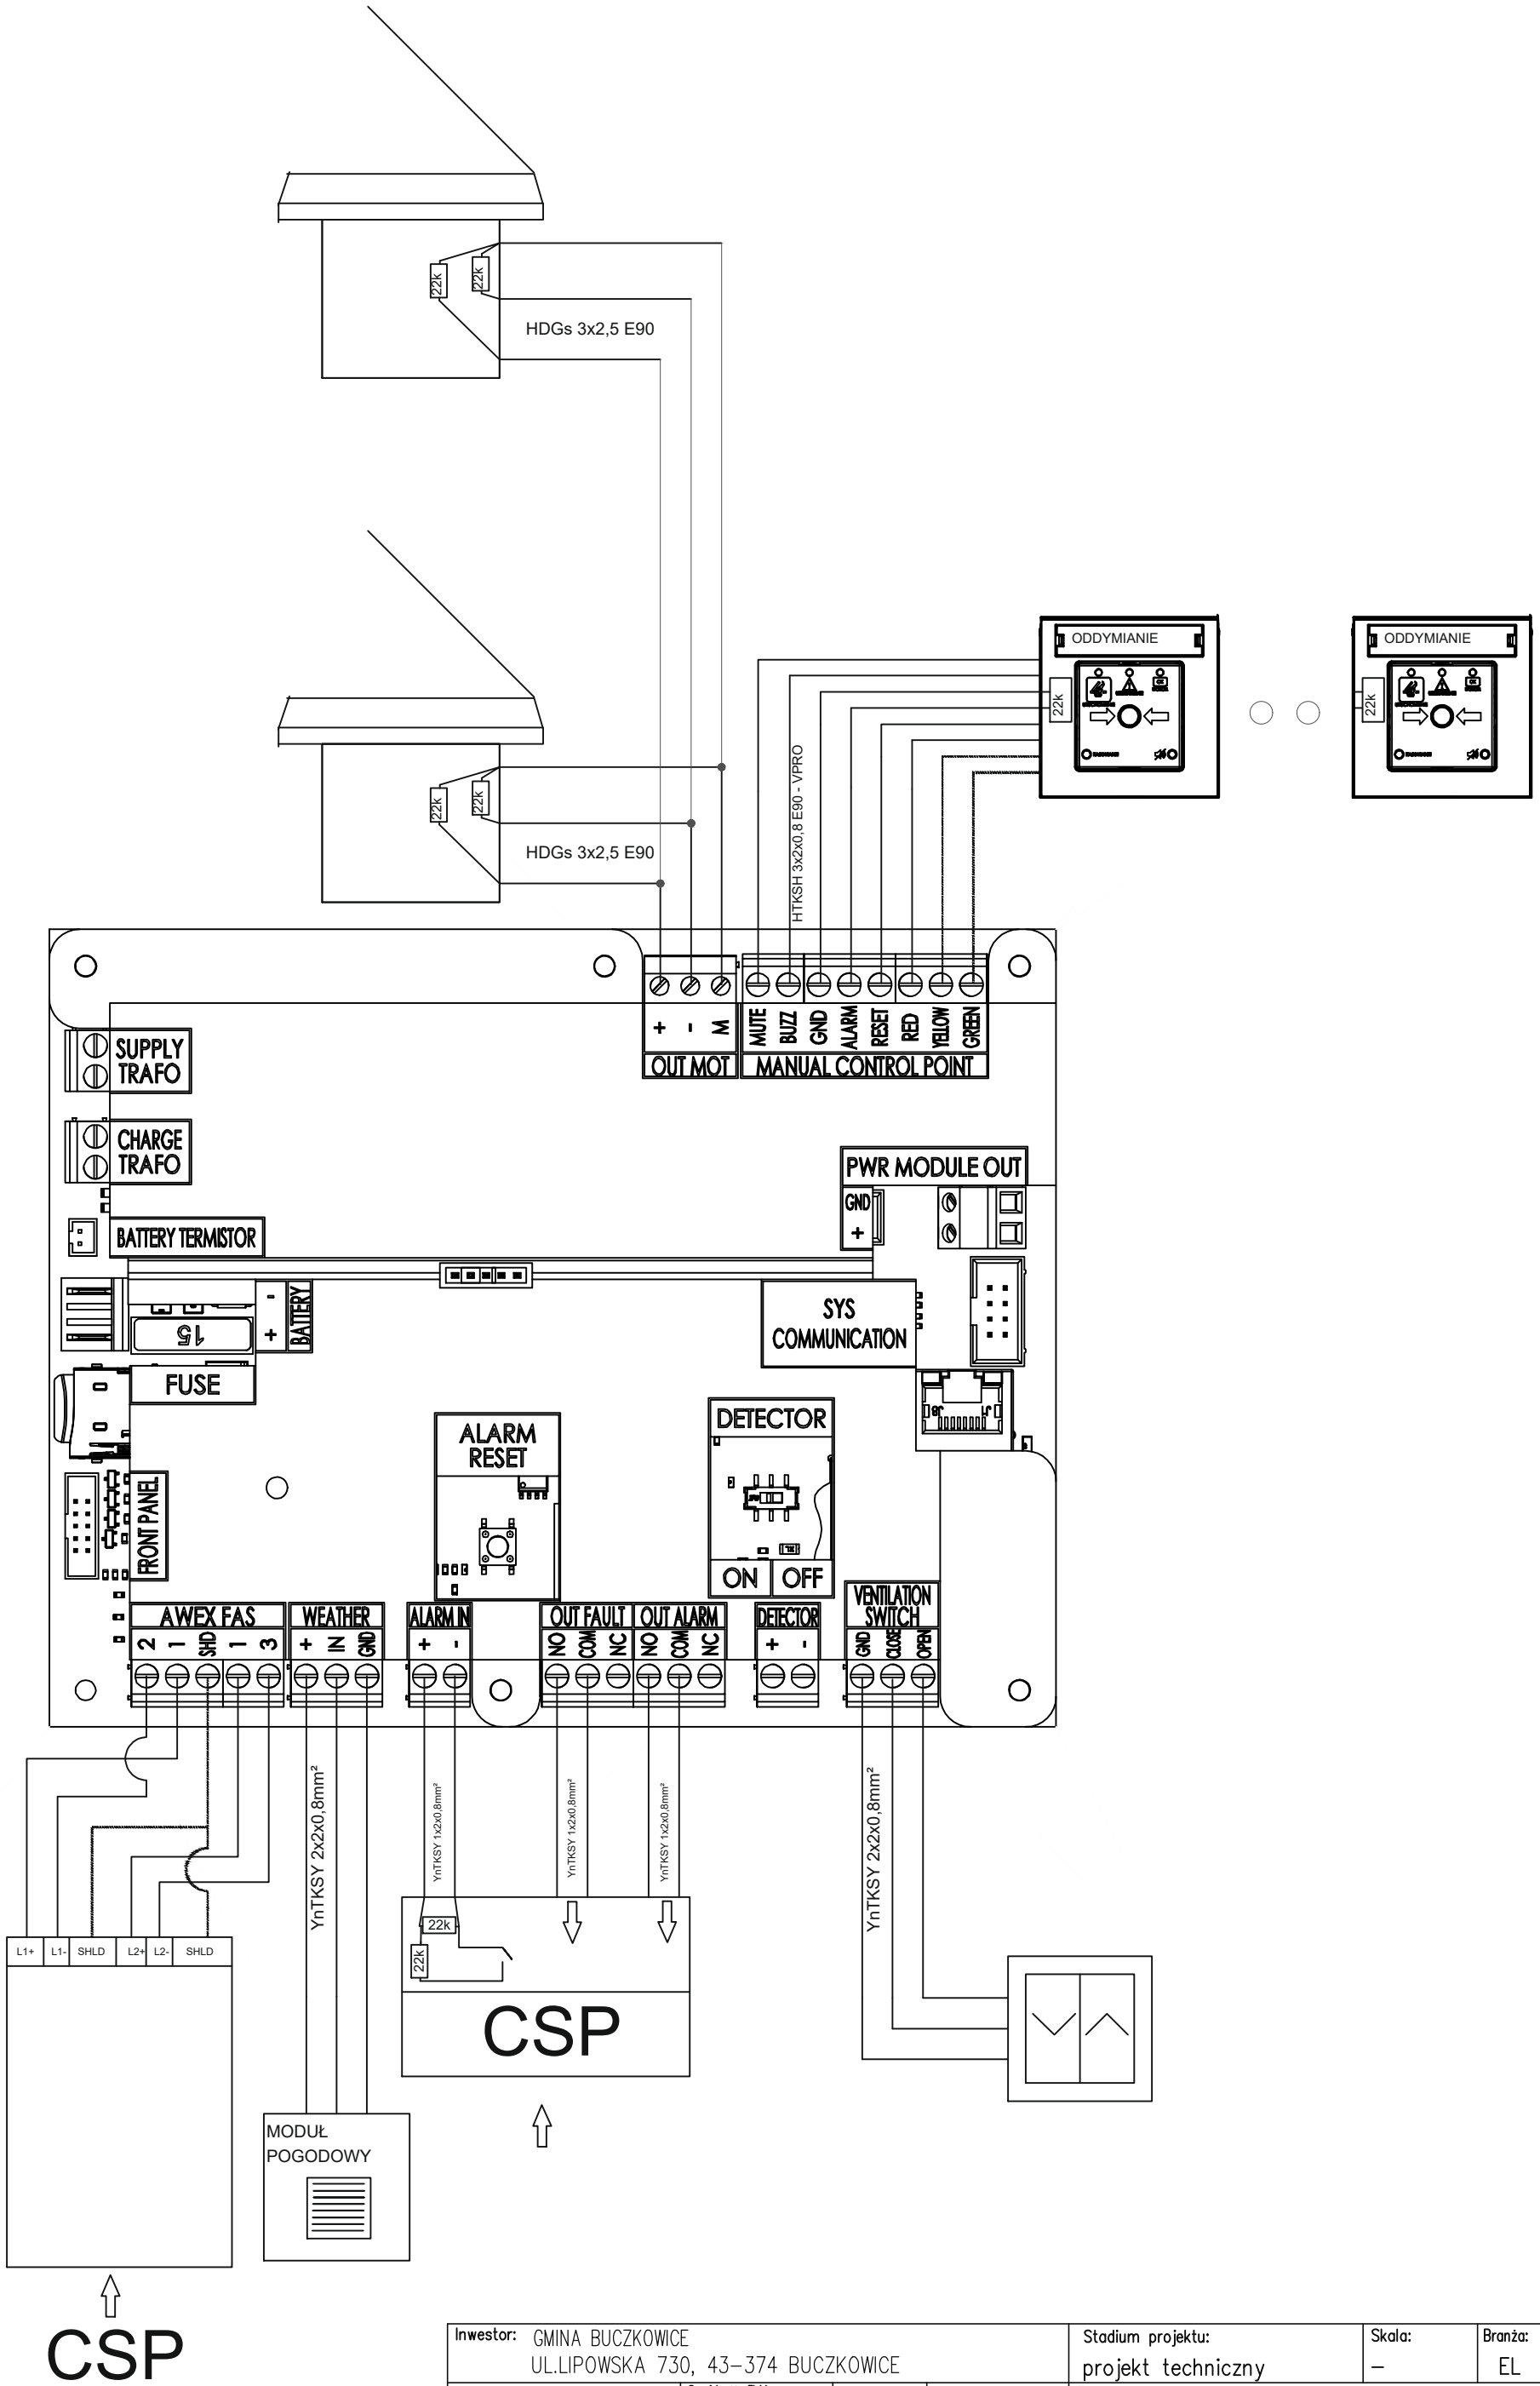 22k
22k
HDGs 3x2,5 E90
22k
22k
HDGs 3x2,5 E90
ODDYMIANIE
22k
ODDYMIANIE
22k
HTKSH 3x2x0,8 E90 - VPRO
+ - M
OUT MOT
MUTE BUZZ GND ALARM RESET RED YELLOW GREEN
MANUAL CONTROL POINT
SUPPLY
TRAFO
CHARGE
TRAFO
BATTERY TERMISTOR
PWR MODULE OUT
GND
+
- +
BATTERY
15
FUSE
SYS
COMMUNICATION
J8 J1
FRONT PANEL
ALARM
RESET
DETECTOR
ON OFF
AWEX FAS
2 1 SHD 1 3
WEATHER
+ IN GND
ALARM IN
+ -
OUT FAULT
NO COM NC
OUT ALARM
NO COM NC
DETECTOR
+ -
VENTILATION
SWITCH
GND CLOSE OPEN
YnTKSY 2x2x0,8mm²
YnTKSY 1x2x0,8mm²
YnTKSY 1x2x0,8mm²
YnTKSY 1x2x0,8mm²
YnTKSY 2x2x0,8mm²
L1+ L1- SHLD L2+ L2- SHLD
22k
22k
CSP
MODUŁ
POGODOWY
CSP
Inwestor: GMINA BUCZKOWICE
UL.LIPOWSKA 730, 43-374 BUCZKOWICE
Stadium projektu:
projekt techniczny
Skala:
-
Branża:
EL